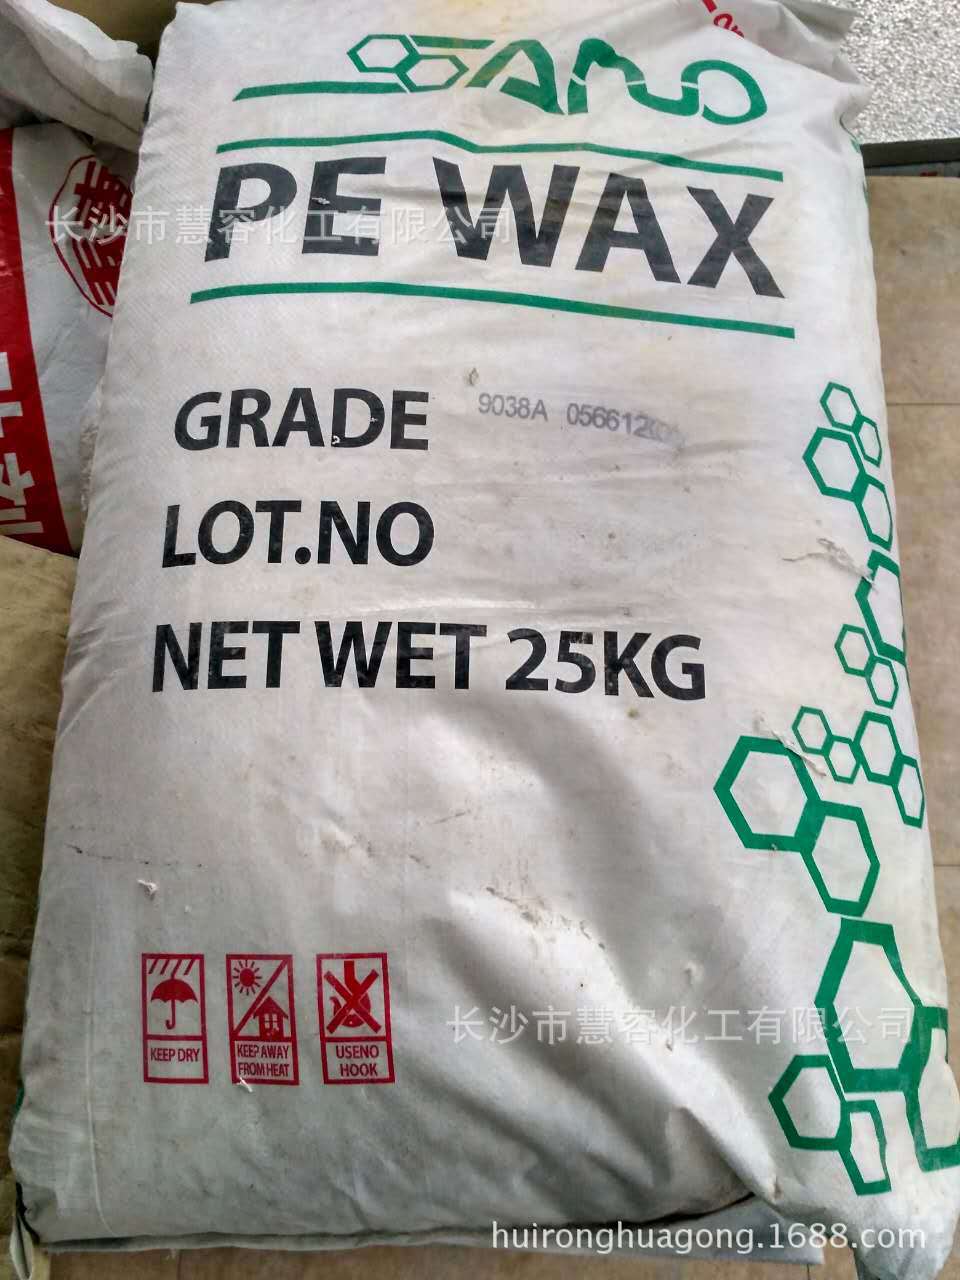 PE WAX
长沙市慧容化工有限公司
GRADE 9038A
LOT.NO
NET WET 25KG
长沙市慧容化工有限公司
KEEP DRY
KEEP AWAY
FROM HEAT
USENO
HOOK
huironghuagong.1688.com